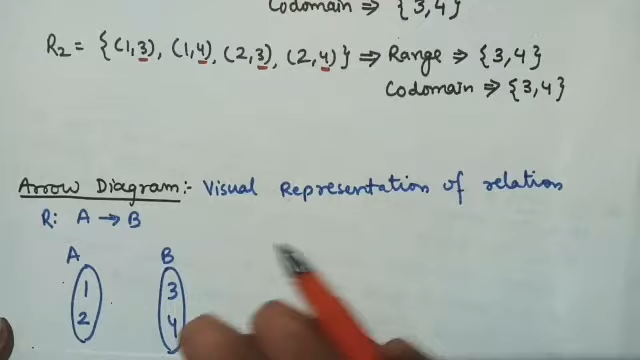 Codomain ⇒ {3,4}
R₂ = {(1,3), (1,4), (2,3), (2,4)} ⇒ Range ⇒ {3,4}
Codomain ⇒ {3,4}
Arrow Diagram:- Visual Representation of relation
R: A → B
A B
1 3
2 4